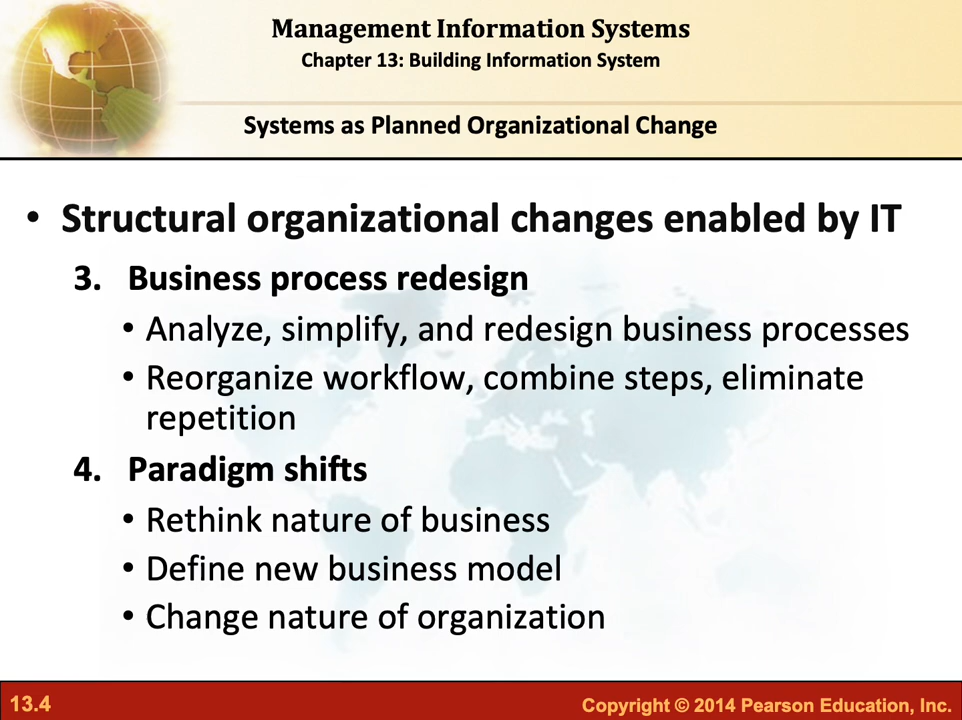 Management Information Systems
Chapter 13: Building Information System
Systems as Planned Organizational Change
• Structural organizational changes enabled by IT
3. Business process redesign
• Analyze, simplify, and redesign business processes
• Reorganize workflow, combine steps, eliminate
repetition
4. Paradigm shifts
• Rethink nature of business
• Define new business model
• Change nature of organization
13.4
Copyright © 2014 Pearson Education, Inc.